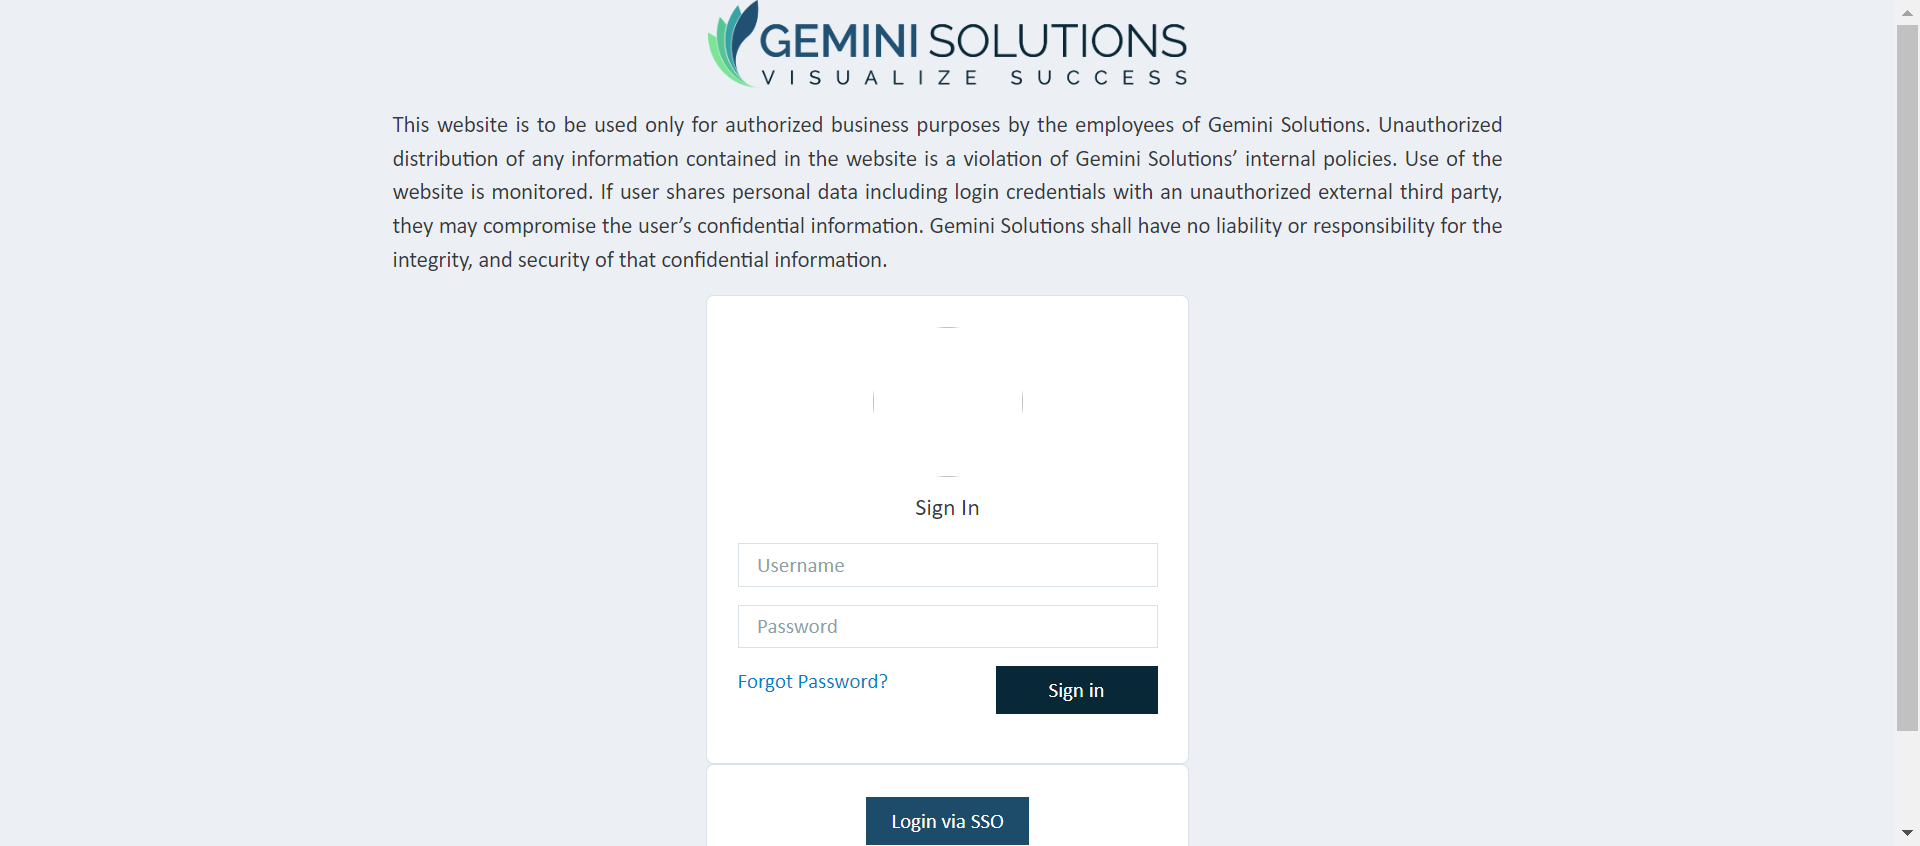 GEMINI SOLUTIONS
VISUALIZE SUCCESS
This website is to be used only for authorized business purposes by the employees of Gemini Solutions. Unauthorized
distribution of any information contained in the website is a violation of Gemini Solutions’ internal policies. Use of the
website is monitored. If user shares personal data including login credentials with an unauthorized external third party,
they may compromise the user’s confidential information. Gemini Solutions shall have no liability or responsibility for the
integrity, and security of that confidential information.
Sign In
Username
Password
Forgot Password?
Sign in
Login via SSO